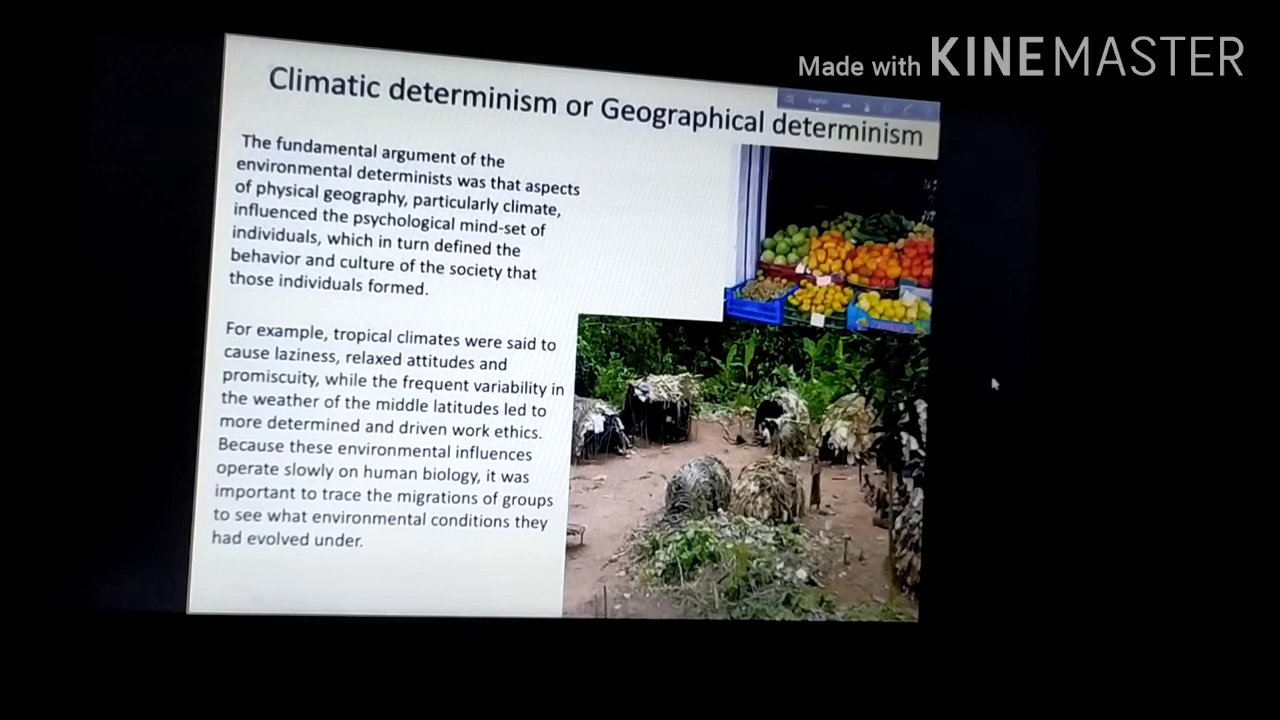 Made with KINEMASTER
Climatic determinism or Geographical determinism
The fundamental argument of the
environmental determinists was that aspects
of physical geography, particularly climate,
influenced the psychological mind-set of
individuals, which in turn defined the
behavior and culture of the society that
those individuals formed.
For example, tropical climates were said to
cause laziness, relaxed attitudes and
promiscuity, while the frequent variability in
the weather of the middle latitudes led to
more determined and driven work ethics.
Because these environmental influences
operate slowly on human biology, it was
important to trace the migrations of groups
to see what environmental conditions they
had evolved under.